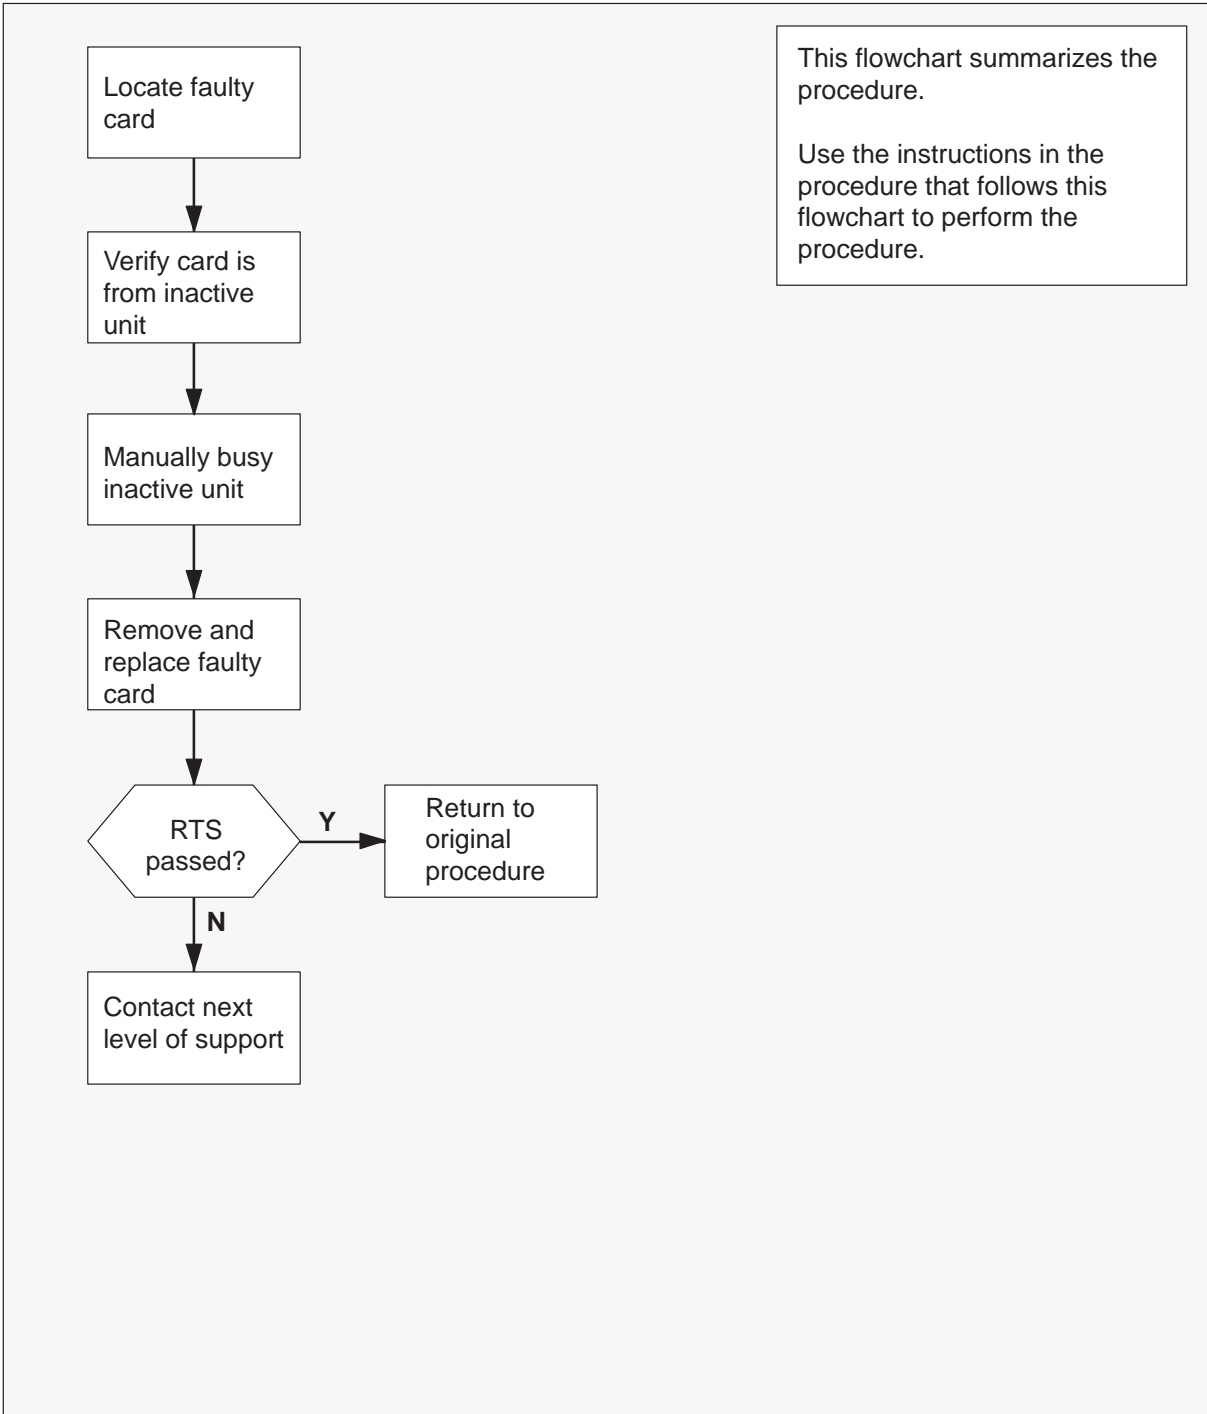 Locate faulty
card
Verify card is
from inactive
unit
Manually busy
inactive unit
Remove and
replace faulty
card
RTS
passed?
Y
Return to
original
procedure
N
Contact next
level of support
This flowchart summarizes the
procedure.
Use the instructions in the
procedure that follows this
flowchart to perform the
procedure.